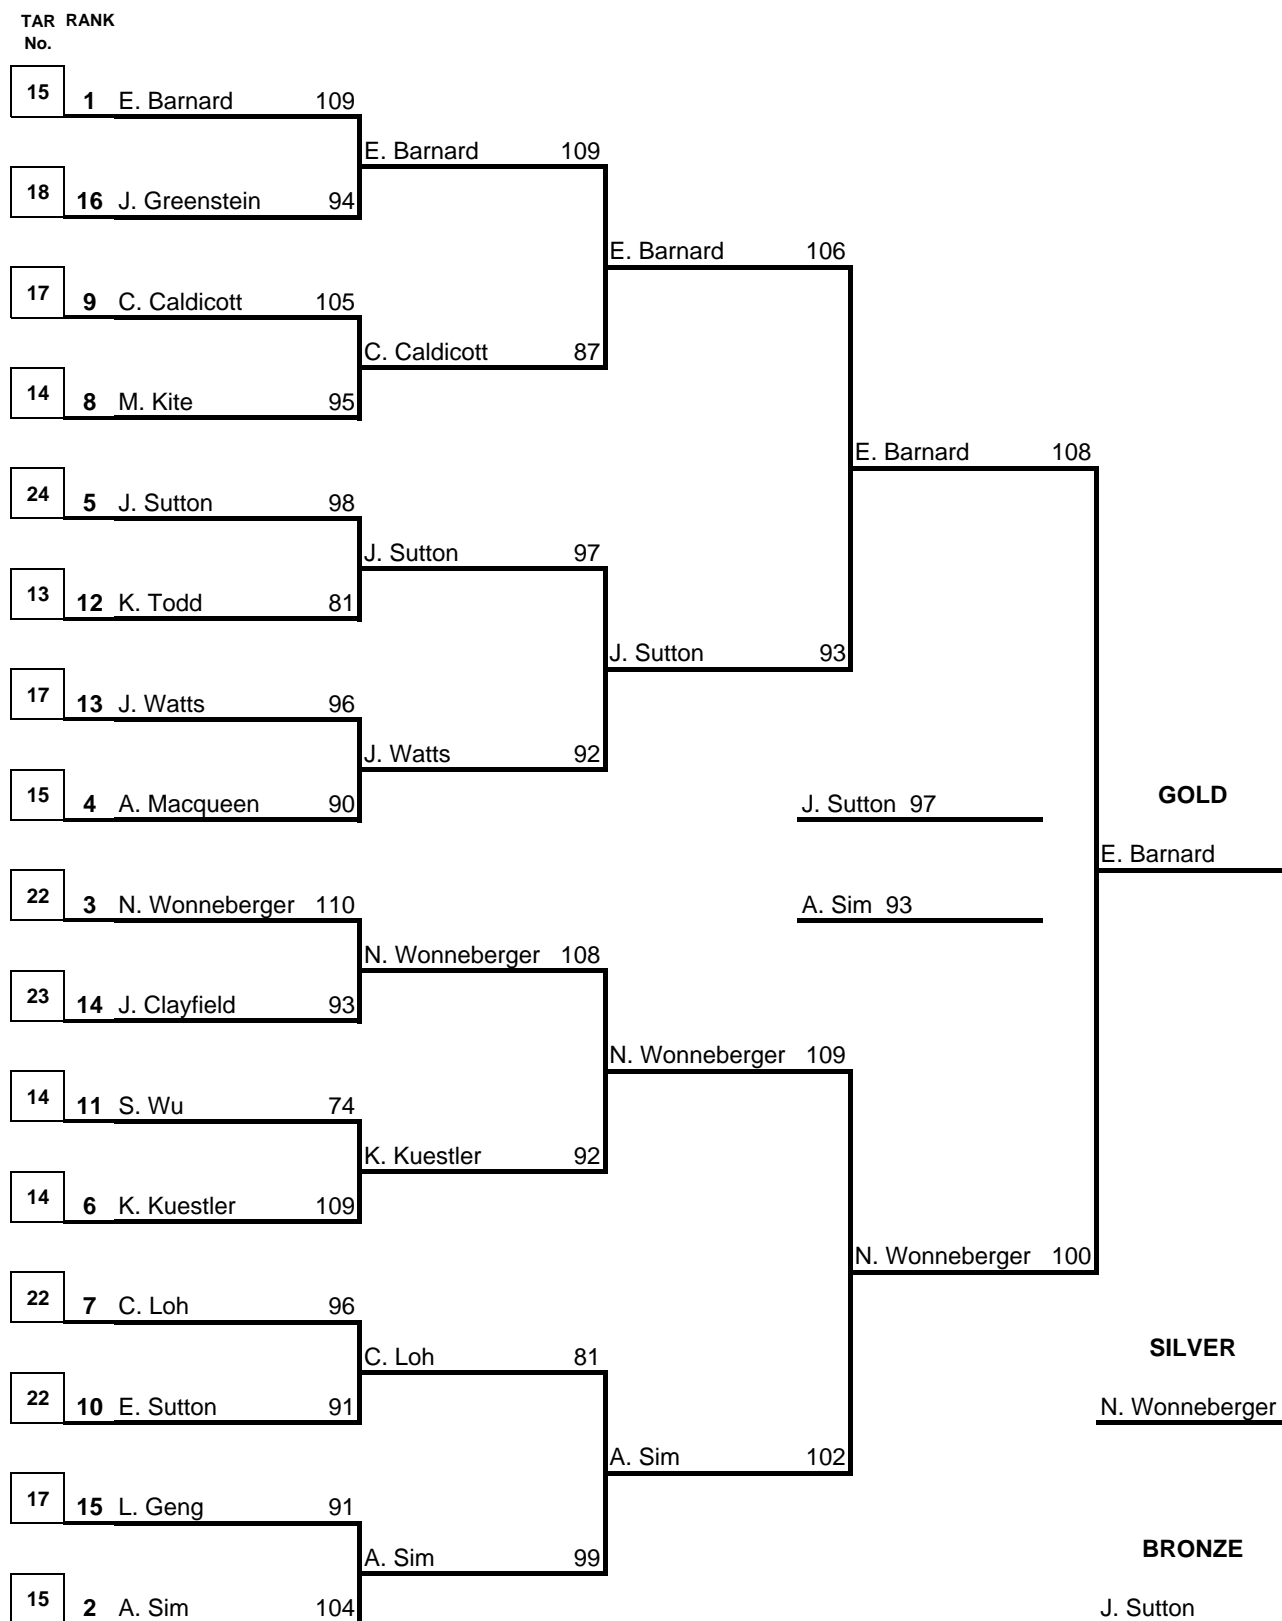 TAR RANK
No.
15 1 E. Barnard 109
E. Barnard 109
18 16 J. Greenstein 94
E. Barnard 106
17 9 C. Caldicott 105
C. Caldicott 87
14 8 M. Kite 95
E. Barnard 108
24 5 J. Sutton 98
J. Sutton 97
13 12 K. Todd 81
J. Sutton 93
17 13 J. Watts 96
J. Watts 92
15 4 A. Macqueen 90 J. Sutton 97 GOLD
E. Barnard
22 3 N. Wonneberger 110 A. Sim 93
N. Wonneberger 108
23 14 J. Clayfield 93
N. Wonneberger 109
14 11 S. Wu 74
K. Kuestler 92
14 6 K. Kuestler 109
N. Wonneberger 100
22 7 C. Loh 96
C. Loh 81 SILVER
22 10 E. Sutton 91 N. Wonneberger
A. Sim 102
17 15 L. Geng 91
A. Sim 99 BRONZE
15 2 A. Sim 104 J. Sutton